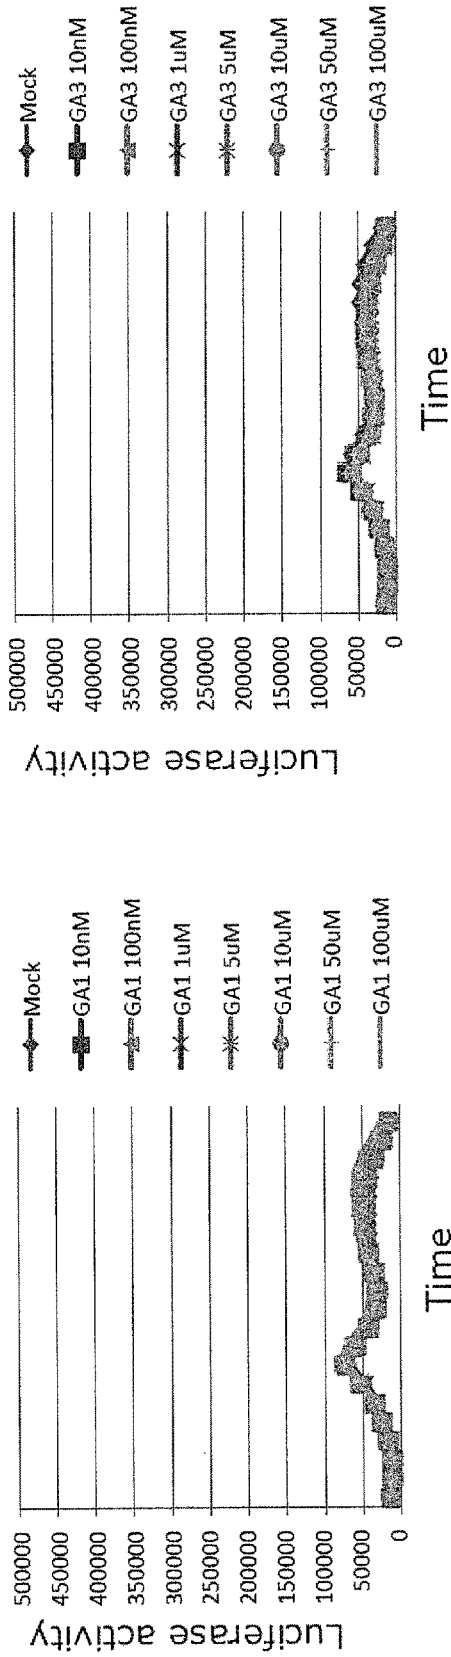 Luciferase activity
500000
450000
400000
350000
300000
250000
200000
150000
100000
50000
0
Time
Mock
GA1 10nM
GA1 100nM
GA1 1uM
GA1 5uM
GA1 10uM
GA1 50uM
GA1 100uM
Luciferase activity
500000
450000
400000
350000
300000
250000
200000
150000
100000
50000
0
Time
Mock
GA3 10nM
GA3 100nM
GA3 1uM
GA3 5uM
GA3 10uM
GA3 50uM
GA3 100uM